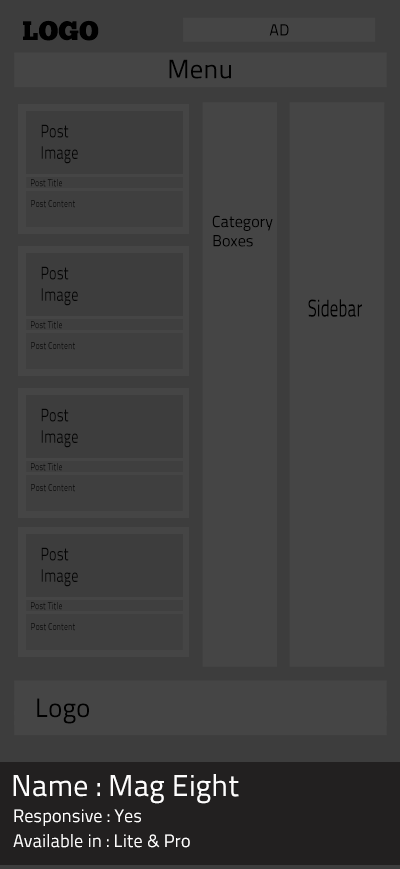 LOGO
AD
Menu
Post
Image
Post Title
Post Content
Post
Image
Post Title
Post Content
Post
Image
Post Title
Post Content
Post
Image
Post Title
Post Content
Category
Boxes
Sidebar
Logo
Name : Mag Eight
Responsive : Yes
Available in : Lite & Pro